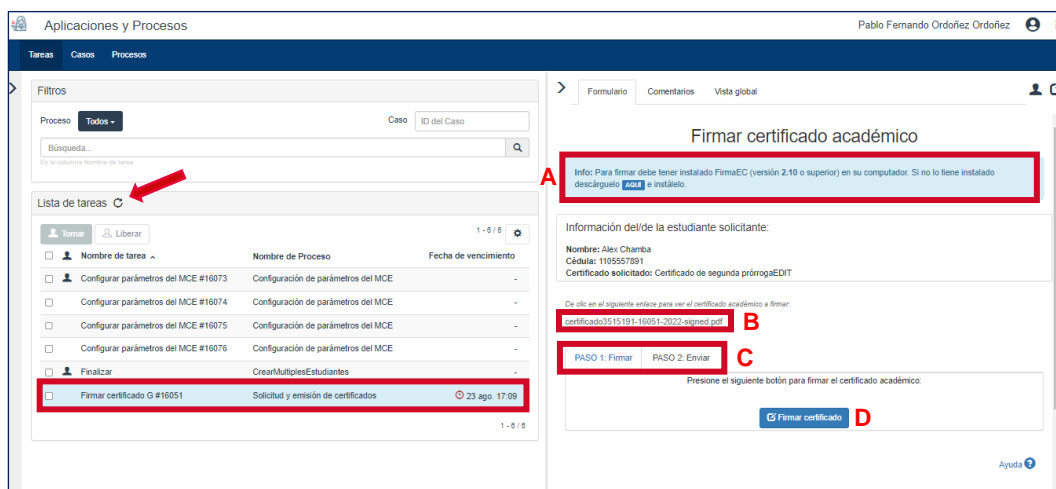 Aplicaciones y Procesos
Pablo Fernando Ordoñez Ordoñez
Tareas Casos Procesos
Filtros
Proceso Todos
Caso ID del Caso
Búsqueda...
En la columna Nombre de tarea
Lista de tareas
Tomar Liberar
1 - 6 / 6
Nombre de tarea Nombre de Proceso Fecha de vencimiento
Configurar parámetros del MCE #16073 Configuración de parámetros del MCE -
Configurar parámetros del MCE #16074 Configuración de parámetros del MCE -
Configurar parámetros del MCE #16075 Configuración de parámetros del MCE -
Configurar parámetros del MCE #16076 Configuración de parámetros del MCE -
Finalizar CrearMultiplesEstudiantes -
Firmar certificado G #16051 Solicitud y emisión de certificados 23 ago. 17:09
1 - 6 / 6
Formulario Comentarios Vista global
Firmar certificado académico
A
Info: Para firmar debe tener instalado FirmaEC (versión 2.10 o superior) en su computador. Si no lo tiene instalado
descárguelo AQUÍ e instálelo.
Información del/de la estudiante solicitante:
Nombre: Alex Chamba
Cédula: 1105557891
Certificado solicitado: Certificado de segunda prórrogaEDIT
De clic en el siguiente enlace para ver el certificado académico a firmar:
certificado3515191-16051-2022-signed.pdf B
PASO 1: Firmar PASO 2: Enviar C
Presione el siguiente botón para firmar el certificado académico:
Firmar certificado D
Ayuda